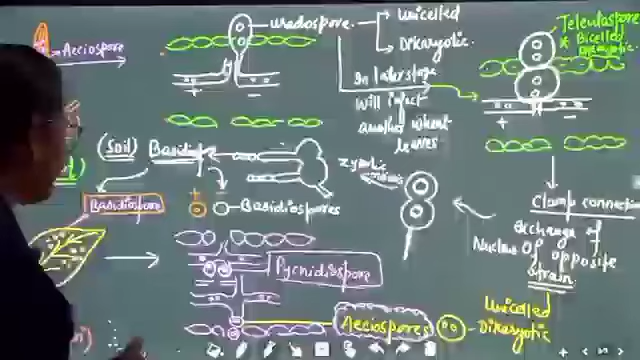 Aeciospore
uredospore
Unicelled
Dikaryotic
In later stage
will infect
another wheat
leaves
Teleutospore
Bicelled
+ -
+ -
(Soil)
Zygotic
meiosis
Basidiospore
+ -
Basidiospores
Clamp connection
Exchange of
Nucleus Of opposite
strain
Pycnidiospore
Aeciospores
Unicelled
Dikaryotic